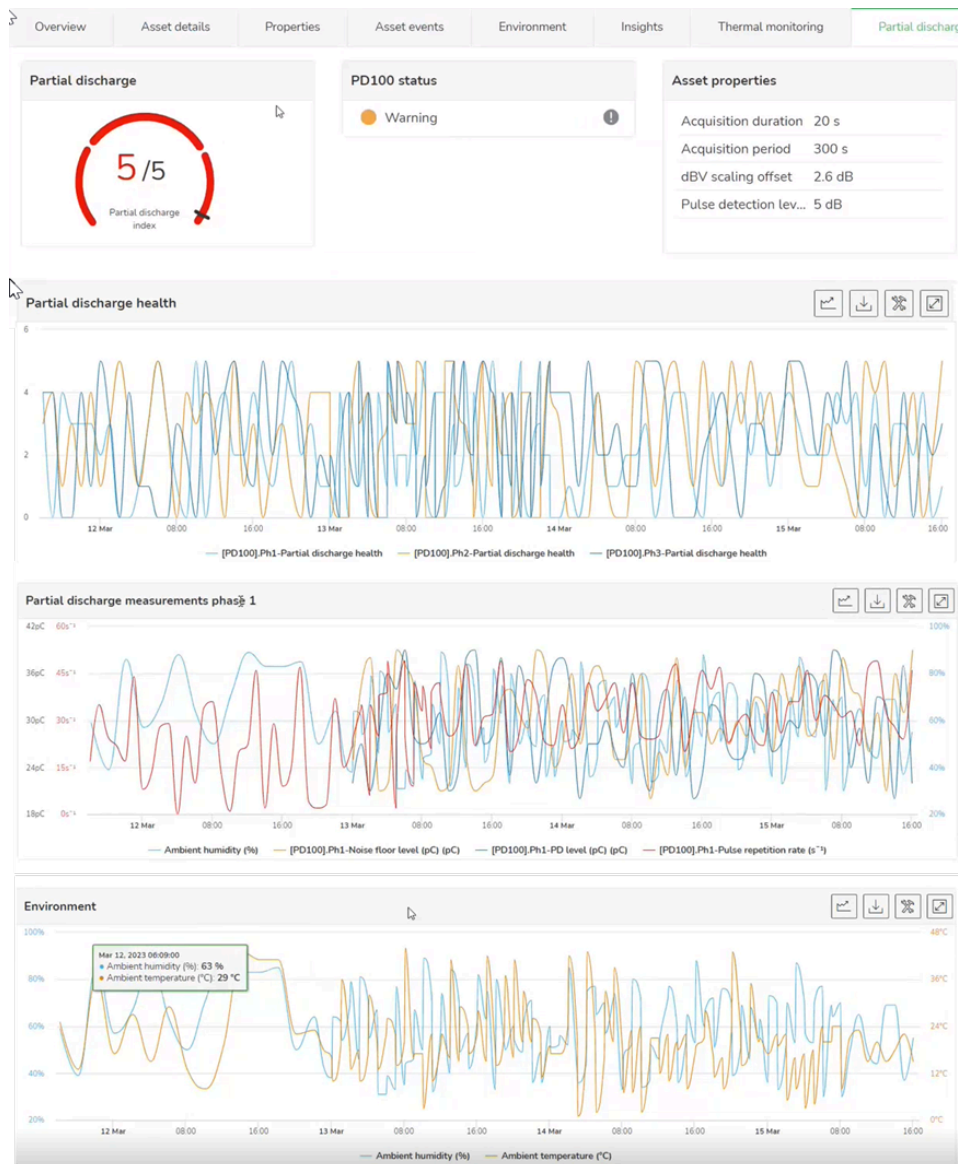 Overview Asset details Properties Asset events Environment Insights Thermal monitoring Partial discharg
Partial discharge
5 /5
Partial discharge
index
PD100 status
Warning
Asset properties
Acquisition duration 20 s
Acquisition period 300 s
dBV scaling offset 2.6 dB
Pulse detection lev... 5 dB
Partial discharge health
6
4
2
0
12 Mar 08:00 16:00 13 Mar 08:00 16:00 14 Mar 08:00 16:00 15 Mar 08:00 16:00
[PD100].Ph1-Partial discharge health [PD100].Ph2-Partial discharge health [PD100].Ph3-Partial discharge health
Partial discharge measurements phase 1
42pC 60s⁻¹ 100%
36pC 45s⁻¹ 80%
30pC 30s⁻¹ 60%
24pC 15s⁻¹ 40%
18pC 0s⁻¹ 20%
12 Mar 08:00 16:00 13 Mar 08:00 16:00 14 Mar 08:00 16:00 15 Mar 08:00 16:00
Ambient humidity (%) [PD100].Ph1-Noise floor level (pC) (pC) [PD100].Ph1-PD level (pC) (pC) [PD100].Ph1-Pulse repetition rate (s⁻¹)
Environment
100% 48°C
Mar 12, 2023 06:09:00
Ambient humidity (%): 63 %
Ambient temperature (°C): 29 °C
80% 36°C
60% 24°C
40% 12°C
20% 0°C
12 Mar 08:00 16:00 13 Mar 08:00 16:00 14 Mar 08:00 16:00 15 Mar 08:00 16:00
Ambient humidity (%) Ambient temperature (°C)